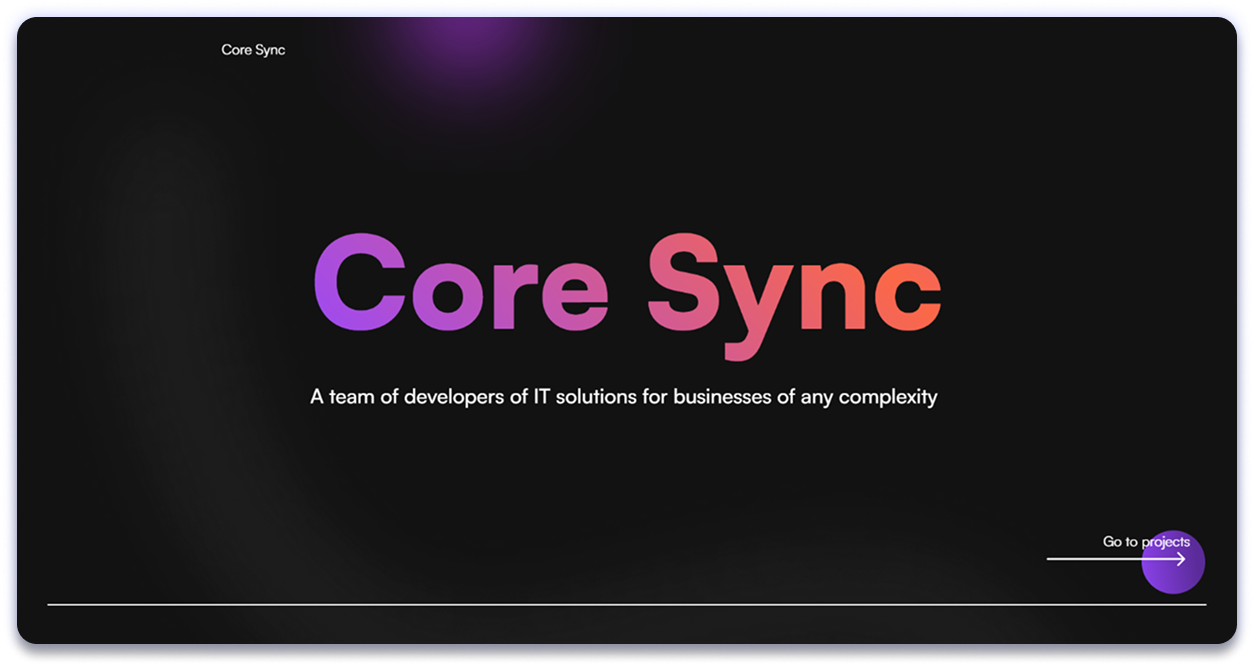 Core Sync
Core Sync
A team of developers of IT solutions for businesses of any complexity
Go to projects